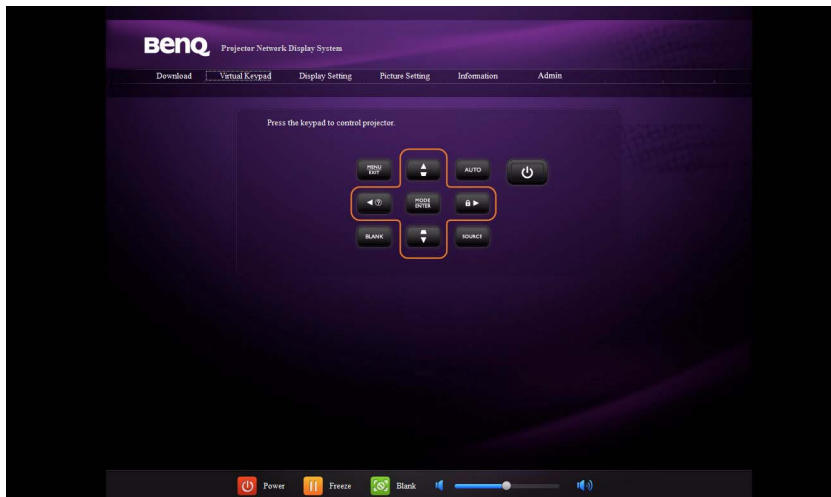 BenQ Projector Network Display System
Download Virtual Keypad Display Setting Picture Setting Information Admin
Press the keypad to control projector.
MENU
EXIT
AUTO
MODE
ENTER
BLANK
SOURCE
Power Freeze Blank